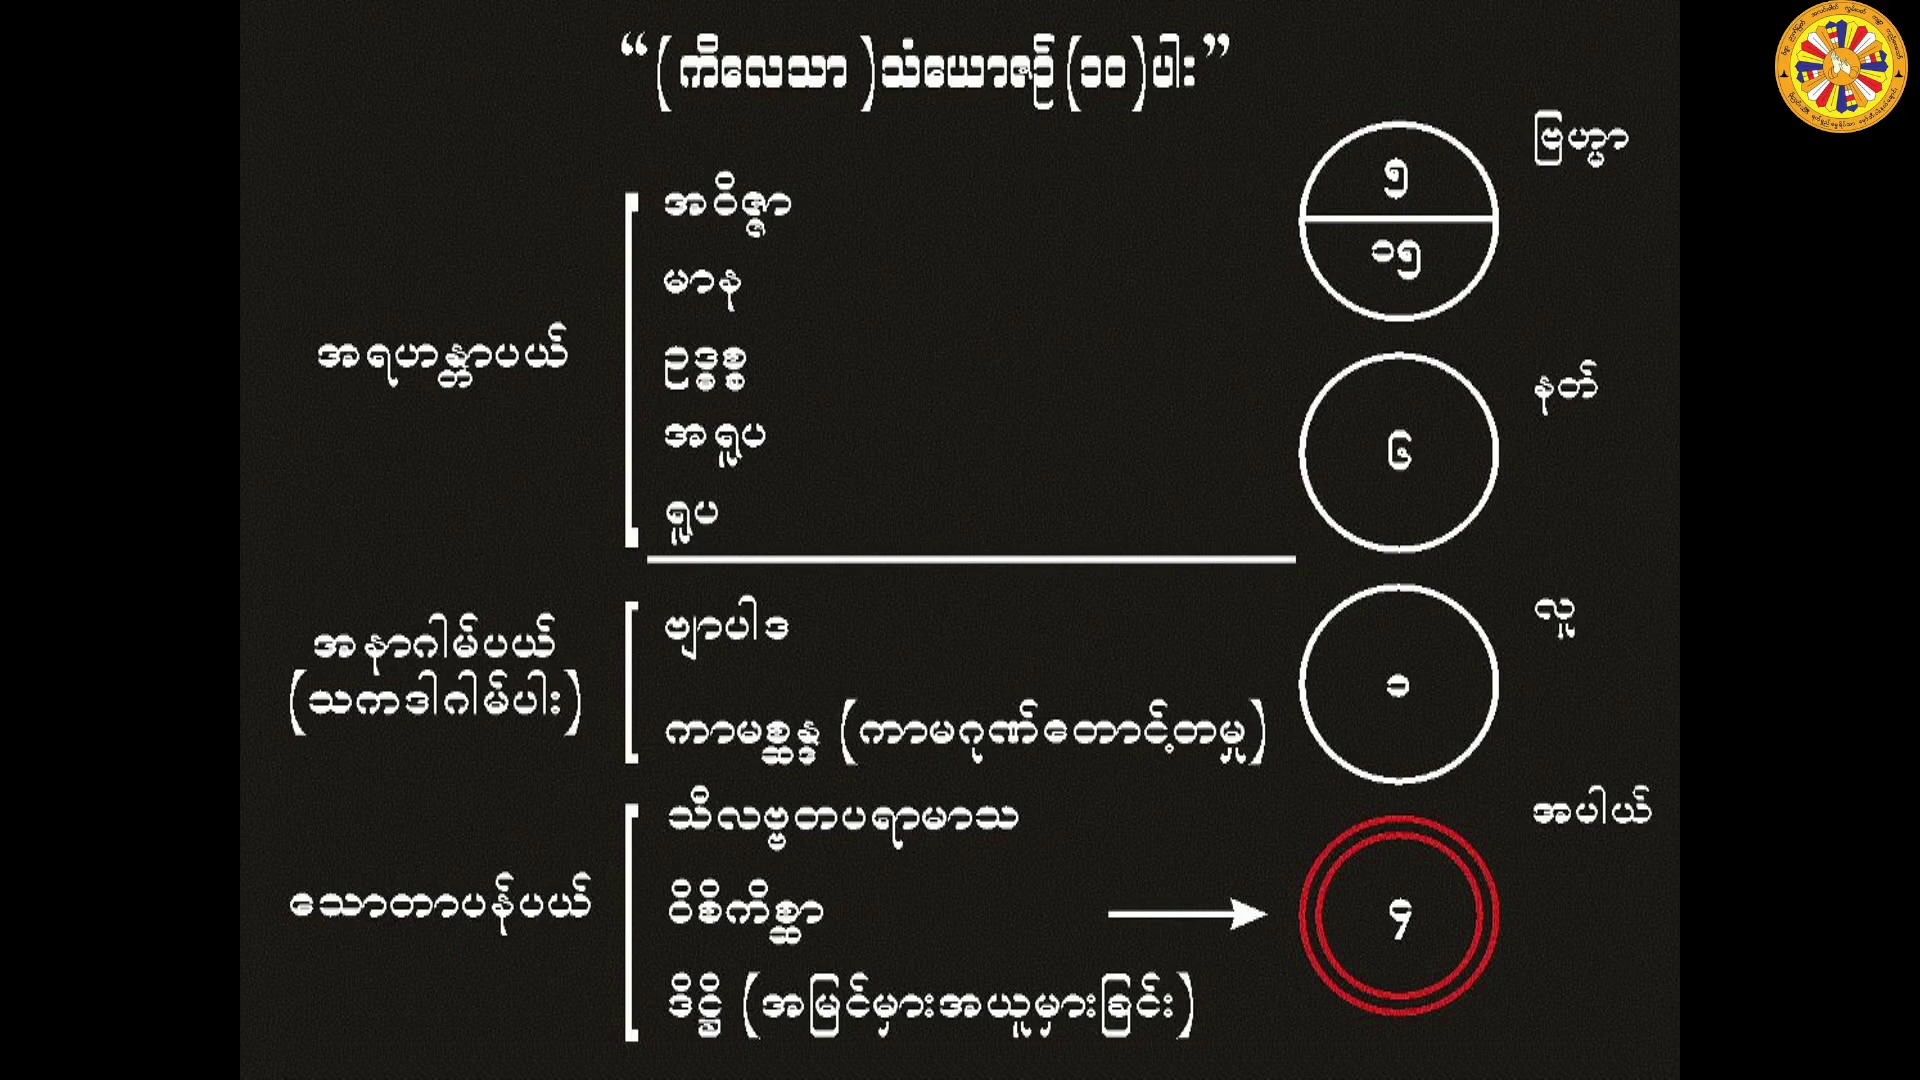 “(ကိလေသာ)သံယောဇဉ်(၁၀)ပါး”
ဗြဟ္မာ
၅
၁၅
အဝိဇ္ဇာ
မာန
အရဟန္တာပယ်
ဥဒ္ဓစ္စ
နတ်
အရူပ
၆
ရူပ
ဗျာပါဒ
လူ
အနာဂါမ်ပယ်
(သကဒါဂါမ်ပါး)
၁
ကာမစ္ဆန္ဒ (ကာမဂုဏ်တောင့်တမှု)
သီလဗ္ဗတပရာမာသ
အပါယ်
သောတာပန်ပယ်
ဝိစိကိစ္ဆာ
၄
ဒိဋ္ဌိ (အမြင်မှားအယူမှားခြင်း)